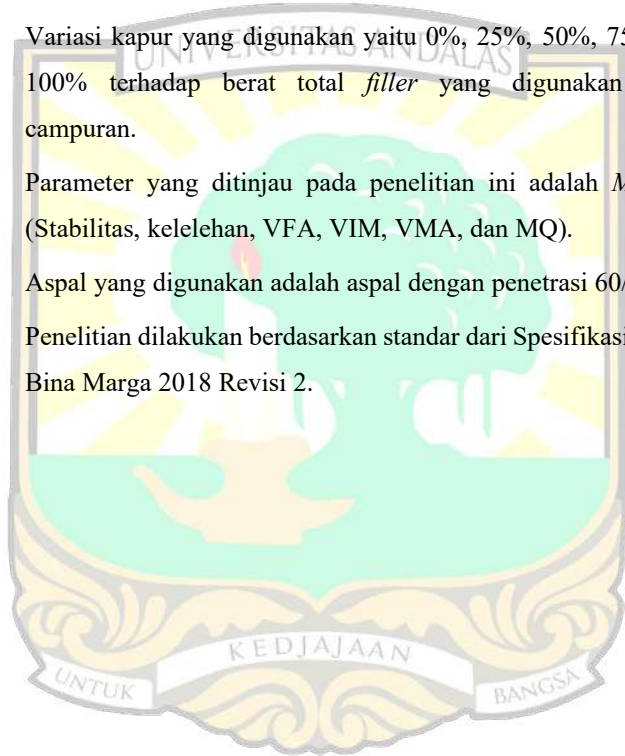 Variasi kapur yang digunakan yaitu 0%, 25%, 50%, 75
UNIVERSITAS ANDALAS
100% terhadap berat total filler yang digunakan
campuran.
Parameter yang ditinjau pada penelitian ini adalah M
(Stabilitas, kelelehan, VFA, VIM, VMA, dan MQ).
Aspal yang digunakan adalah aspal dengan penetrasi 60/
Penelitian dilakukan berdasarkan standar dari Spesifikasi
Bina Marga 2018 Revisi 2.
KEDJAJAAN
UNTUK BANGSA